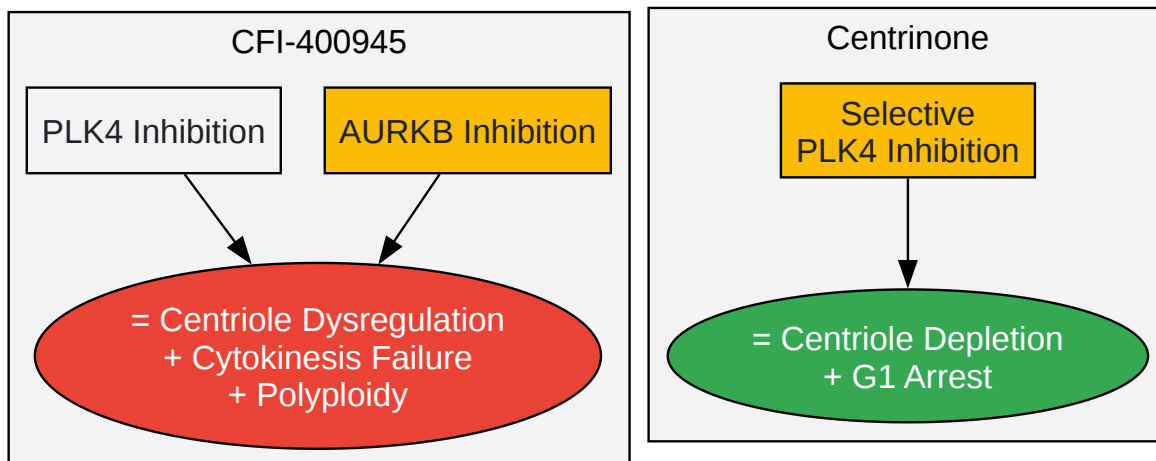 CFI-400945
PLK4 Inhibition
AURKB Inhibition
= Centriole Dysregulation
+ Cytokinesis Failure
+ Polyploidy
Centrinone
Selective
PLK4 Inhibition
= Centriole Depletion
+ G1 Arrest